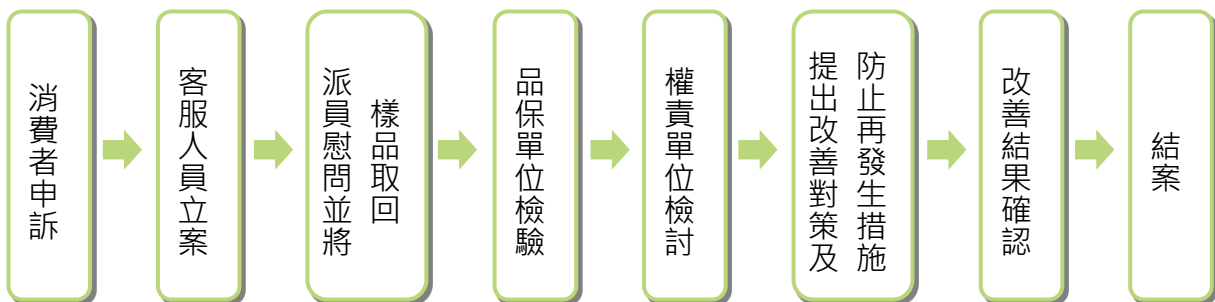 消費者申訴
客服人員立案
派員慰問並將
樣品取回
品保單位檢驗
權責單位檢討
提出改善對策及
防止再發生措施
改善結果確認
結案